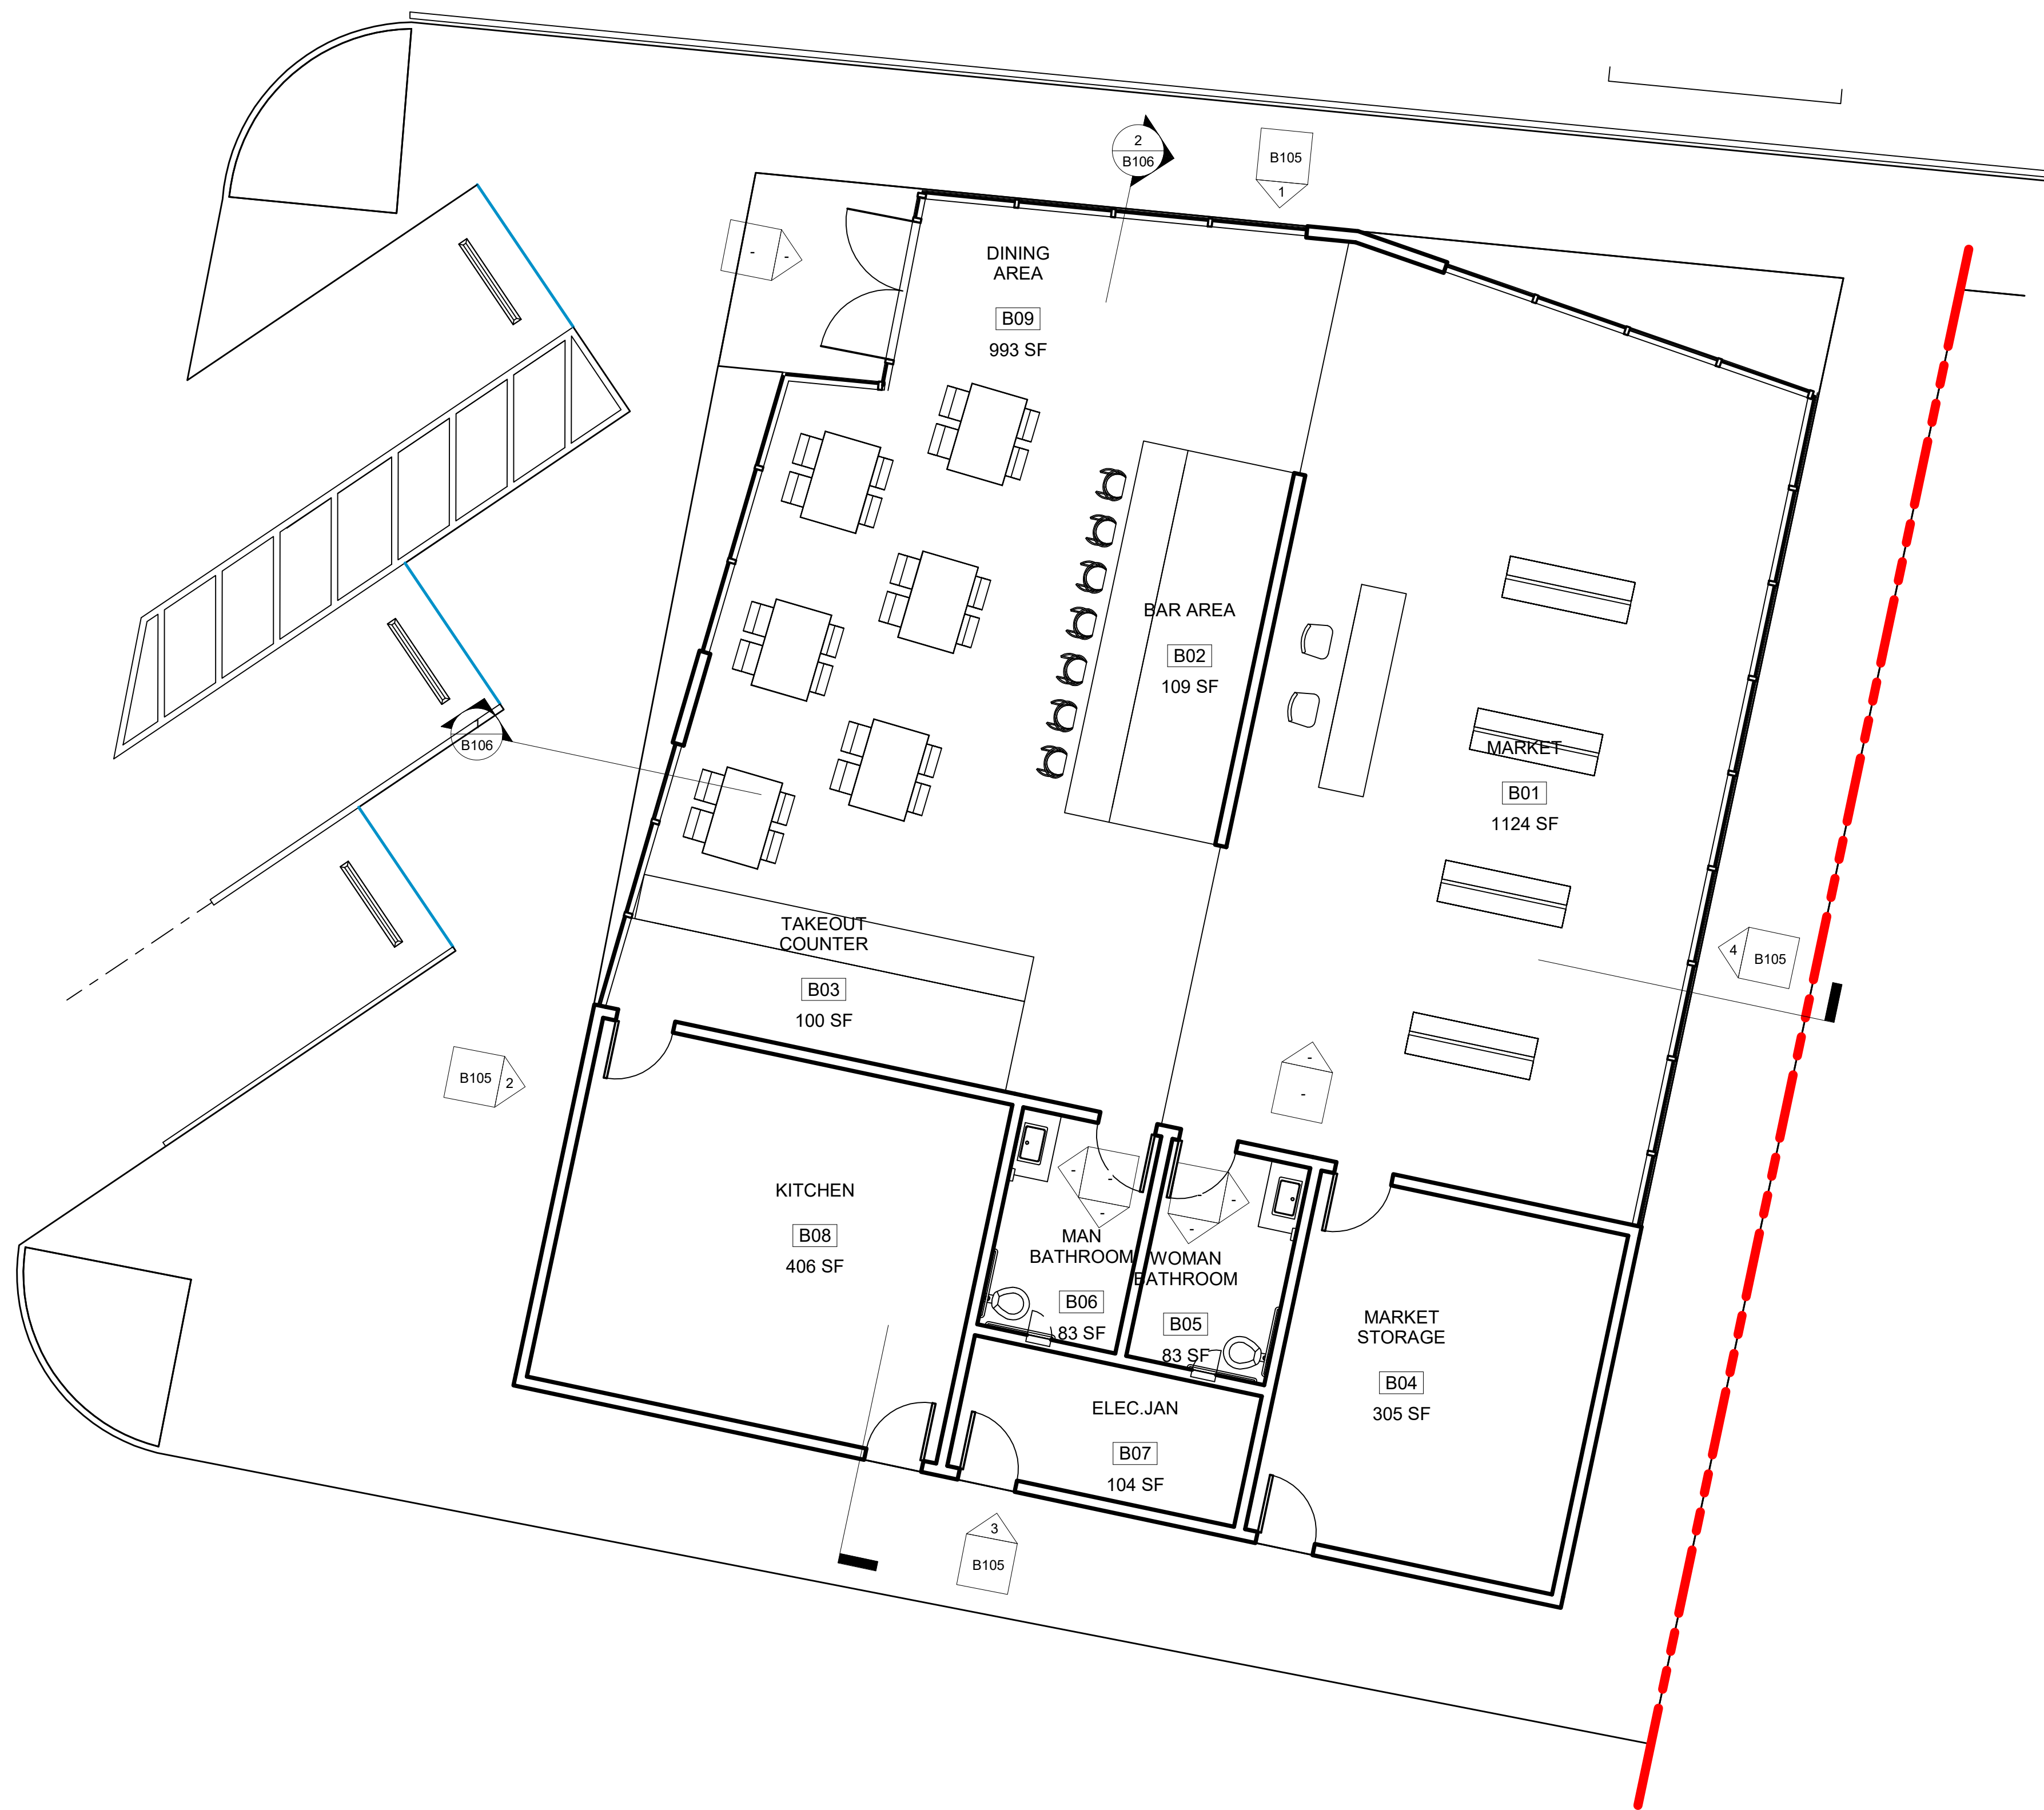 2
B106
B105
1
-
-
DINING
AREA
B09
993 SF
BAR AREA
B02
109 SF
1
B106
MARKET
B01
1124 SF
TAKEOUT
COUNTER
B03
100 SF
4
B105
B105
2
-
-
KITCHEN
B08
406 SF
-
-
-
-
-
-
MAN
BATHROOM
B06
83 SF
WOMAN
BATHROOM
B05
83 SF
MARKET
STORAGE
B04
305 SF
ELEC.JAN
B07
104 SF
3
B105